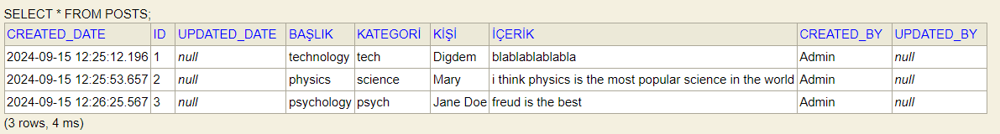 SELECT * FROM POSTS;
CREATED_DATE ID UPDATED_DATE BAŞLIK KATEGORİ KİŞİ İÇERİK CREATED_BY UPDATED_BY
2024-09-15 12:25:12.196 1 null technology tech Digdem blablablablabla Admin null
2024-09-15 12:25:53.657 2 null physics science Mary i think physics is the most popular science in the world Admin null
2024-09-15 12:26:25.567 3 null psychology psych Jane Doe freud is the best Admin null
(3 rows, 4 ms)